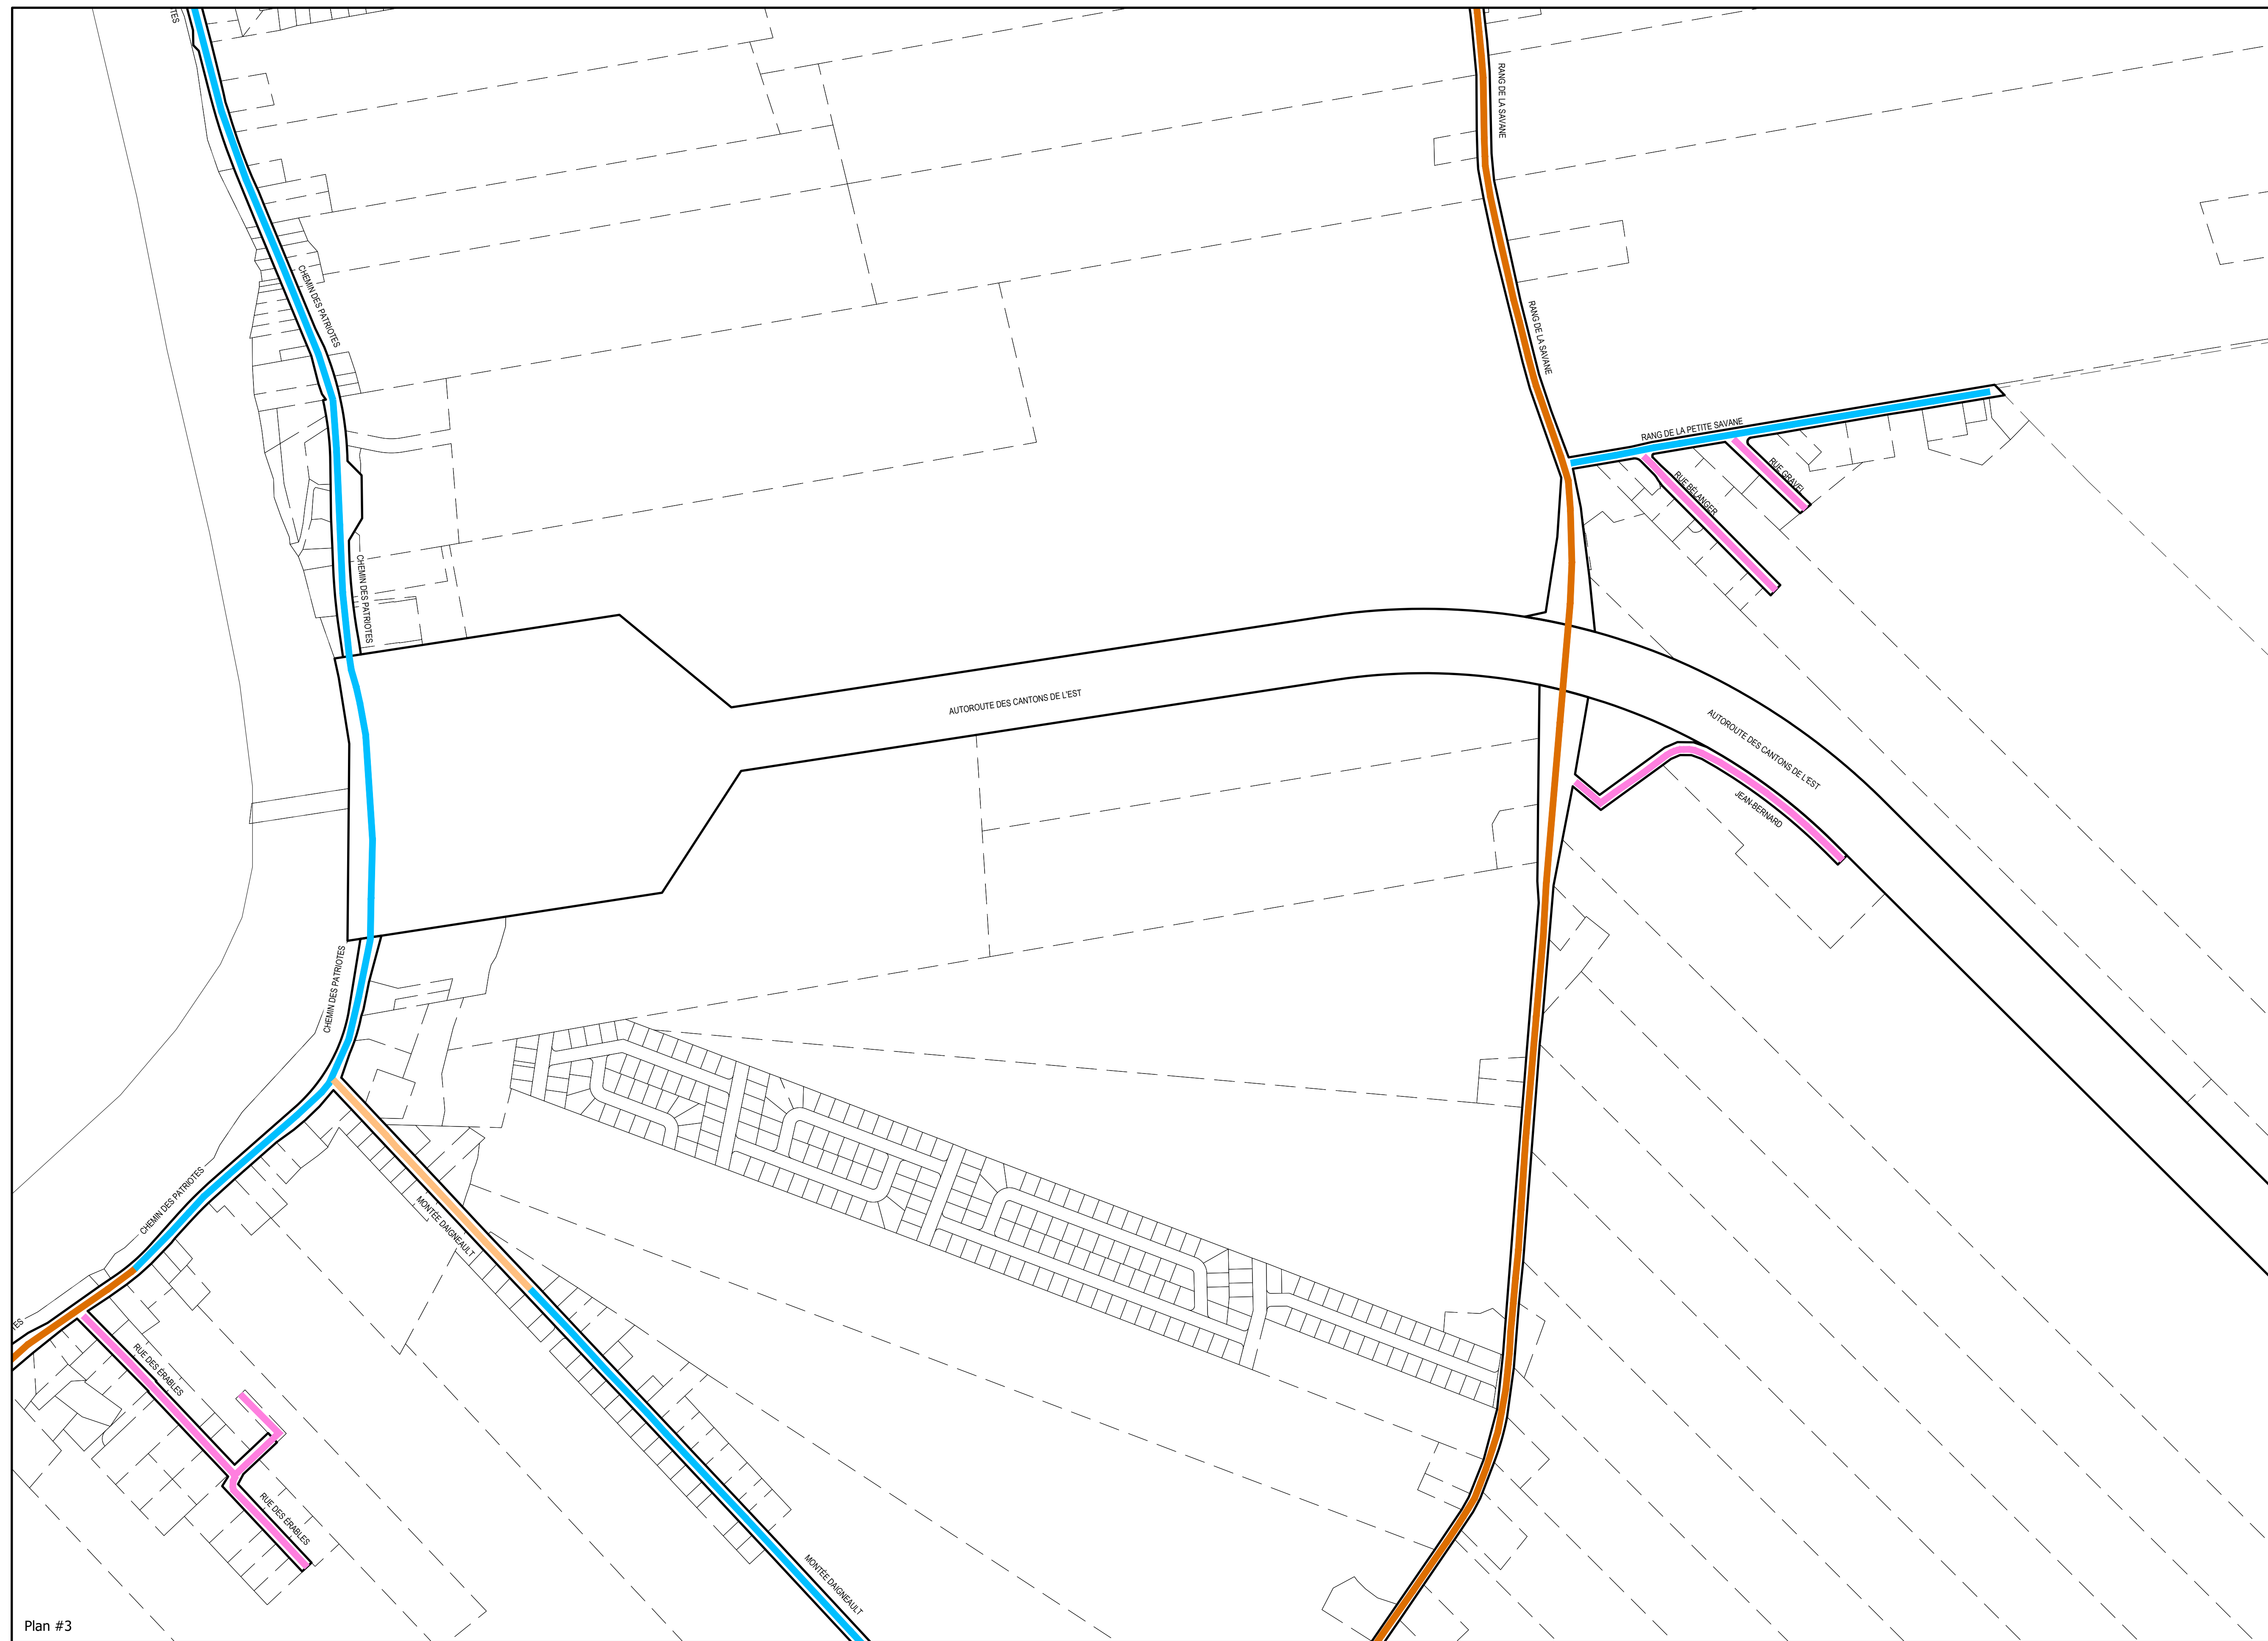 TES
RANG DE LA SAVANE
CHEMIN DES PATRIOTES
RANG DE LA SAVANE
RANG DE LA PETITE SAVANE
RUE GRAVEL
RUE BÉLANGER
CHEMIN DES PATRIOTES
AUTOROUTE DES CANTONS DE L'EST
AUTOROUTE DES CANTONS DE L'EST
JEAN-BERNARD
CHEMIN DES PATRIOTES
CHEMIN DES PATRIOTES
MONTÉE DAIGNEAULT
ES
RUE DES ÉRABLES
RUE DES ÉRABLES
MONTÉE DAIGNEAULT
Plan #3